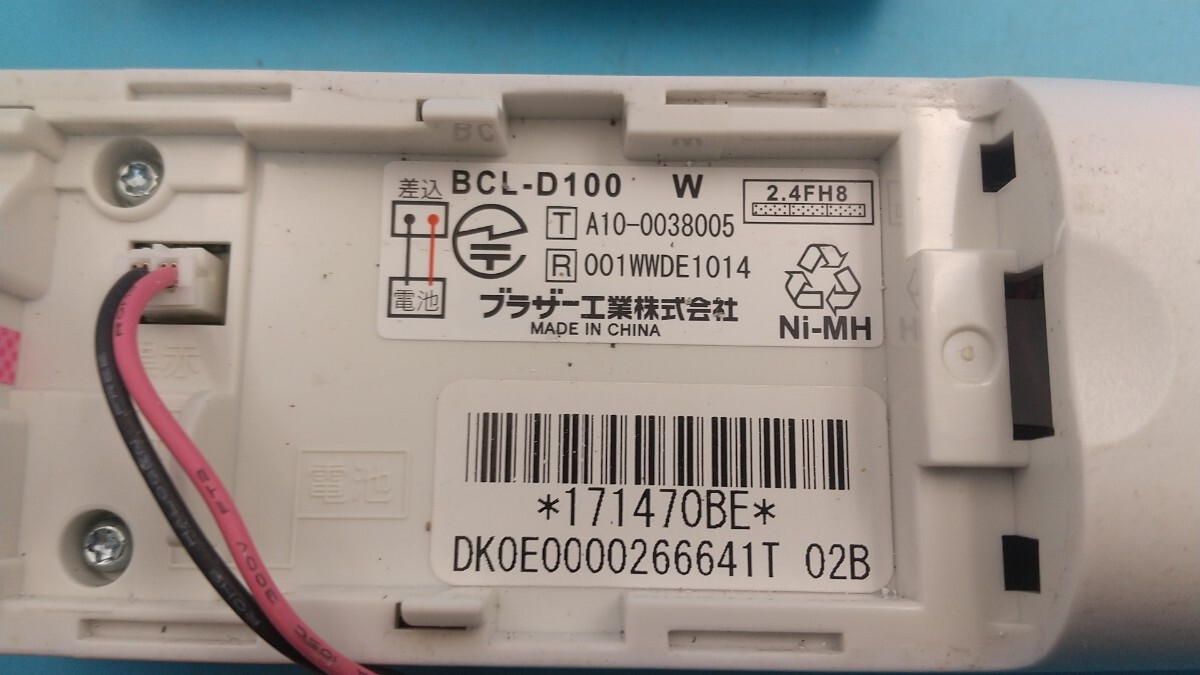 差込 BCL-D100 W 2.4FH8
T A10-0038005
R 001WWDE1014
電池 ブラザー工業株式会社
MADE IN CHINA
Ni-MH
電池
*171470BE*
DK0E0000266641T 02B